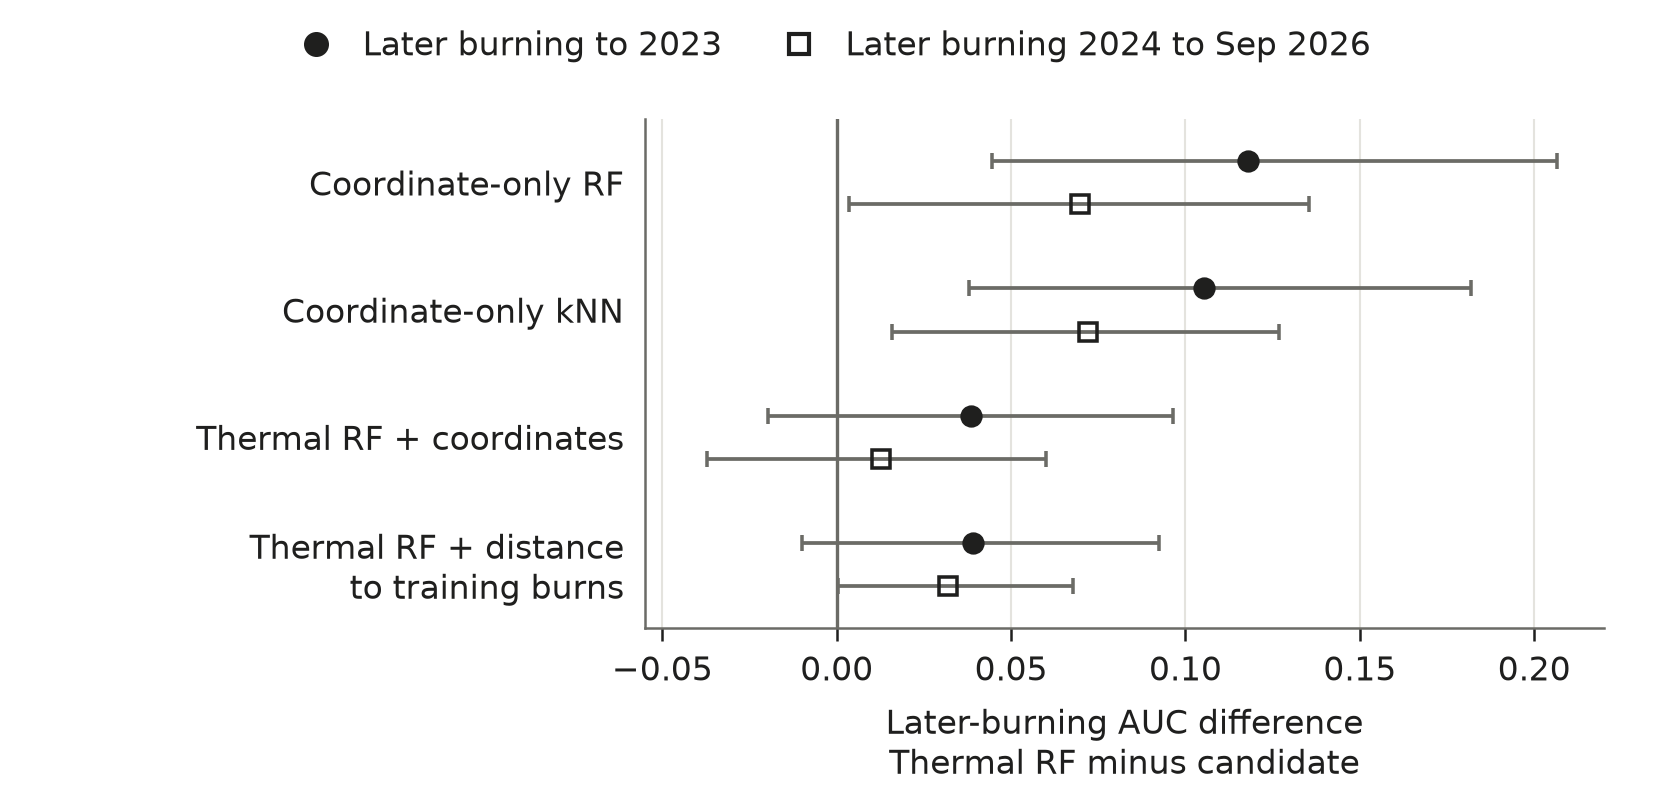 Later burning to 2023
Later burning 2024 to Sep 2026
Coordinate-only RF
Coordinate-only kNN
Thermal RF + coordinates
Thermal RF + distance
to training burns
−0.05
0.00
0.05
0.10
0.15
0.20
Later-burning AUC difference
Thermal RF minus candidate